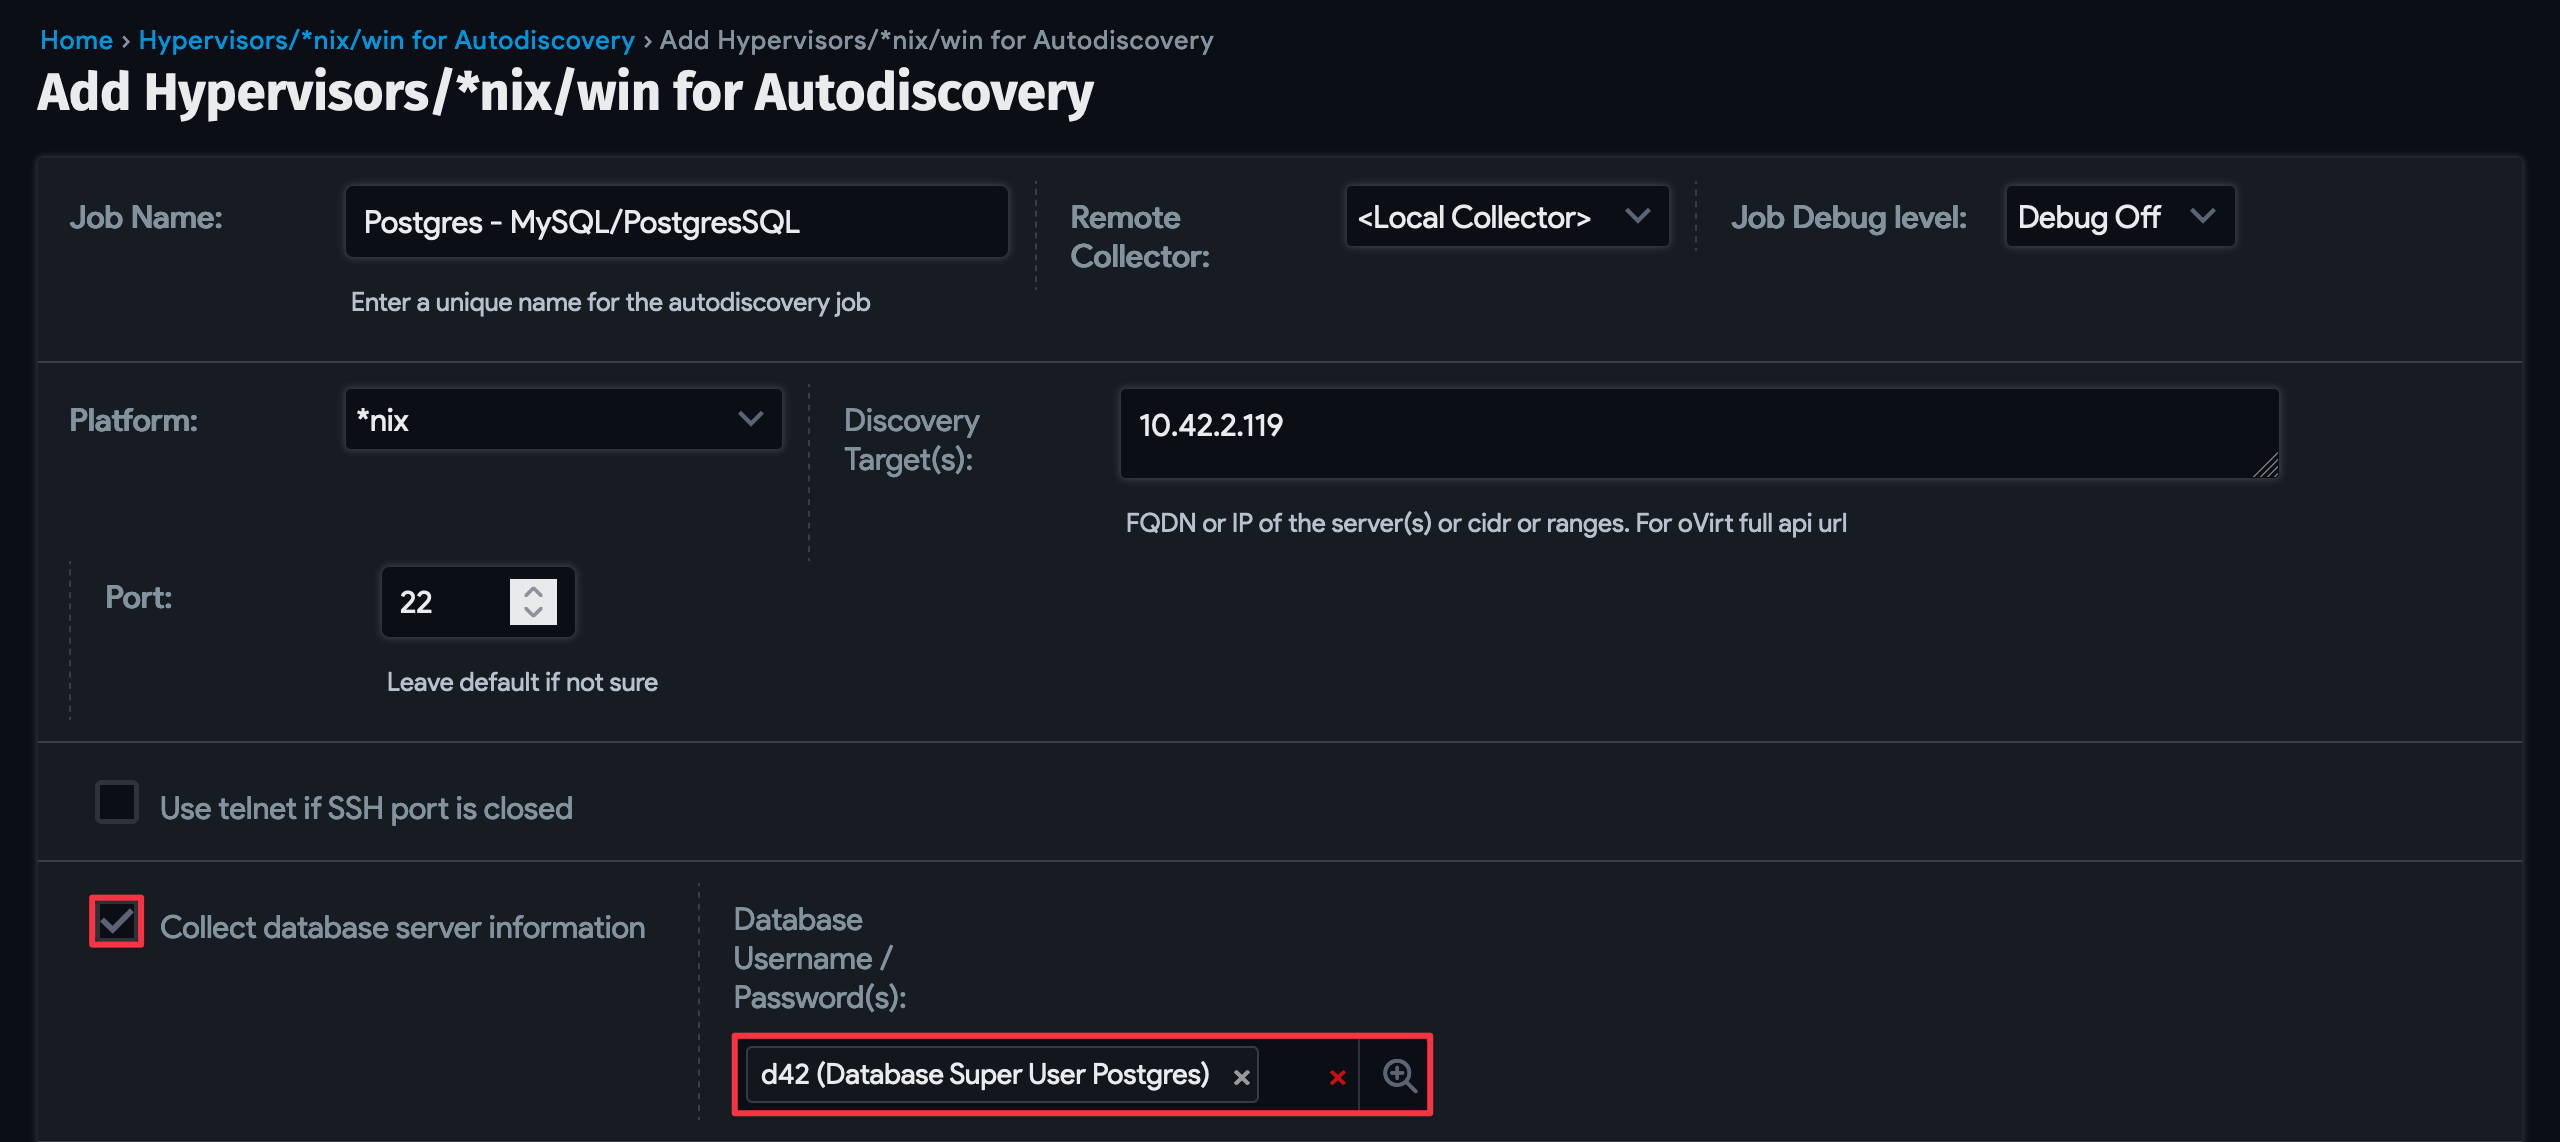 Home › Hypervisors/*nix/win for Autodiscovery › Add Hypervisors/*nix/win for Autodiscovery
Add Hypervisors/*nix/win for Autodiscovery
Job Name:
Postgres - MySQL/PostgresSQL
Enter a unique name for the autodiscovery job
Remote
Collector:
<Local Collector>
Job Debug level:
Debug Off
Platform:
*nix
Discovery
Target(s):
10.42.2.119
FQDN or IP of the server(s) or cidr or ranges. For oVirt full api url
Port:
22
Leave default if not sure
Use telnet if SSH port is closed
Collect database server information
Database
Username /
Password(s):
d42 (Database Super User Postgres)